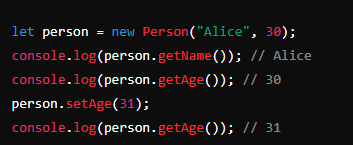 let person = new Person("Alice", 30);
console.log(person.getName()); // Alice
console.log(person.getAge()); // 30
person.setAge(31);
console.log(person.getAge()); // 31